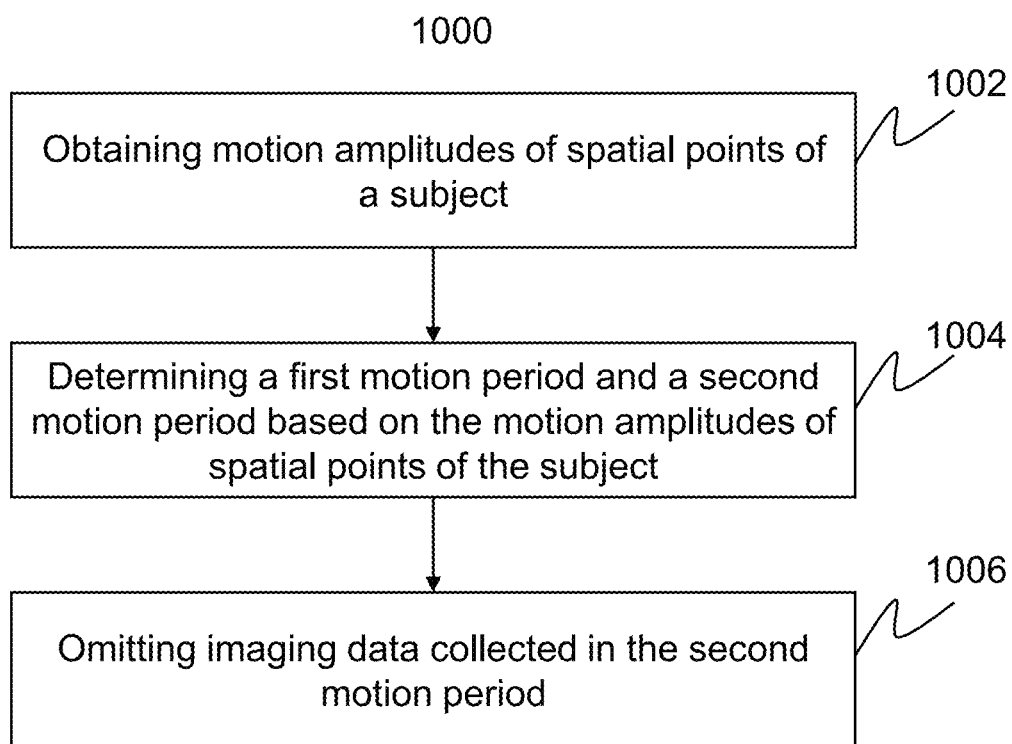 1000
1002
Obtaining motion amplitudes of spatial points of
a subject
1004
Determining a first motion period and a second
motion period based on the motion amplitudes of
spatial points of the subject
1006
Omitting imaging data collected in the second
motion period